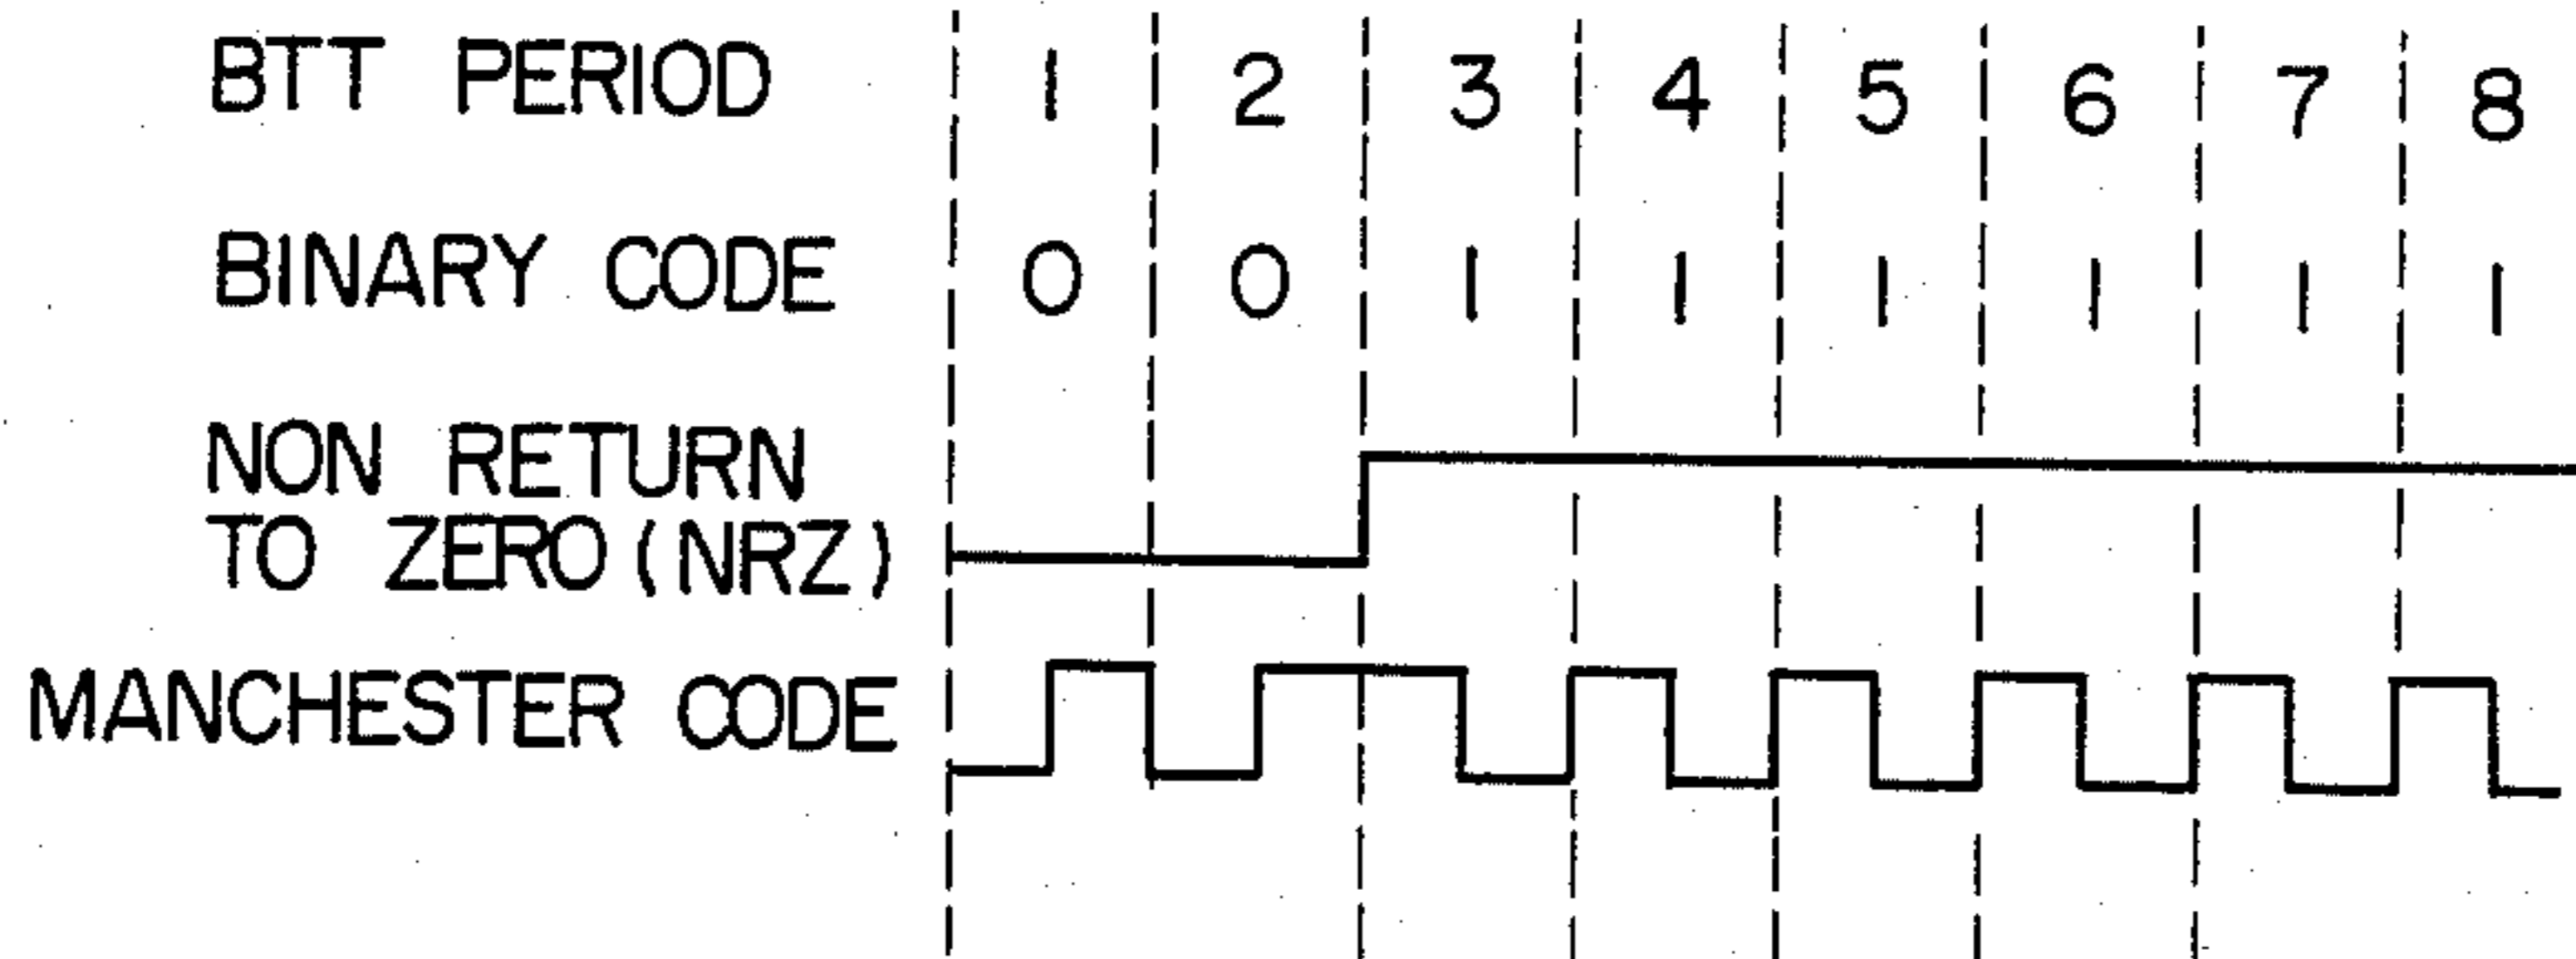 BTT PERIOD 1 2 3 4 5 6 7 8
BINARY CODE 0 0 1 1 1 1 1 1
NON RETURN
TO ZERO (NRZ)
MANCHESTER CODE